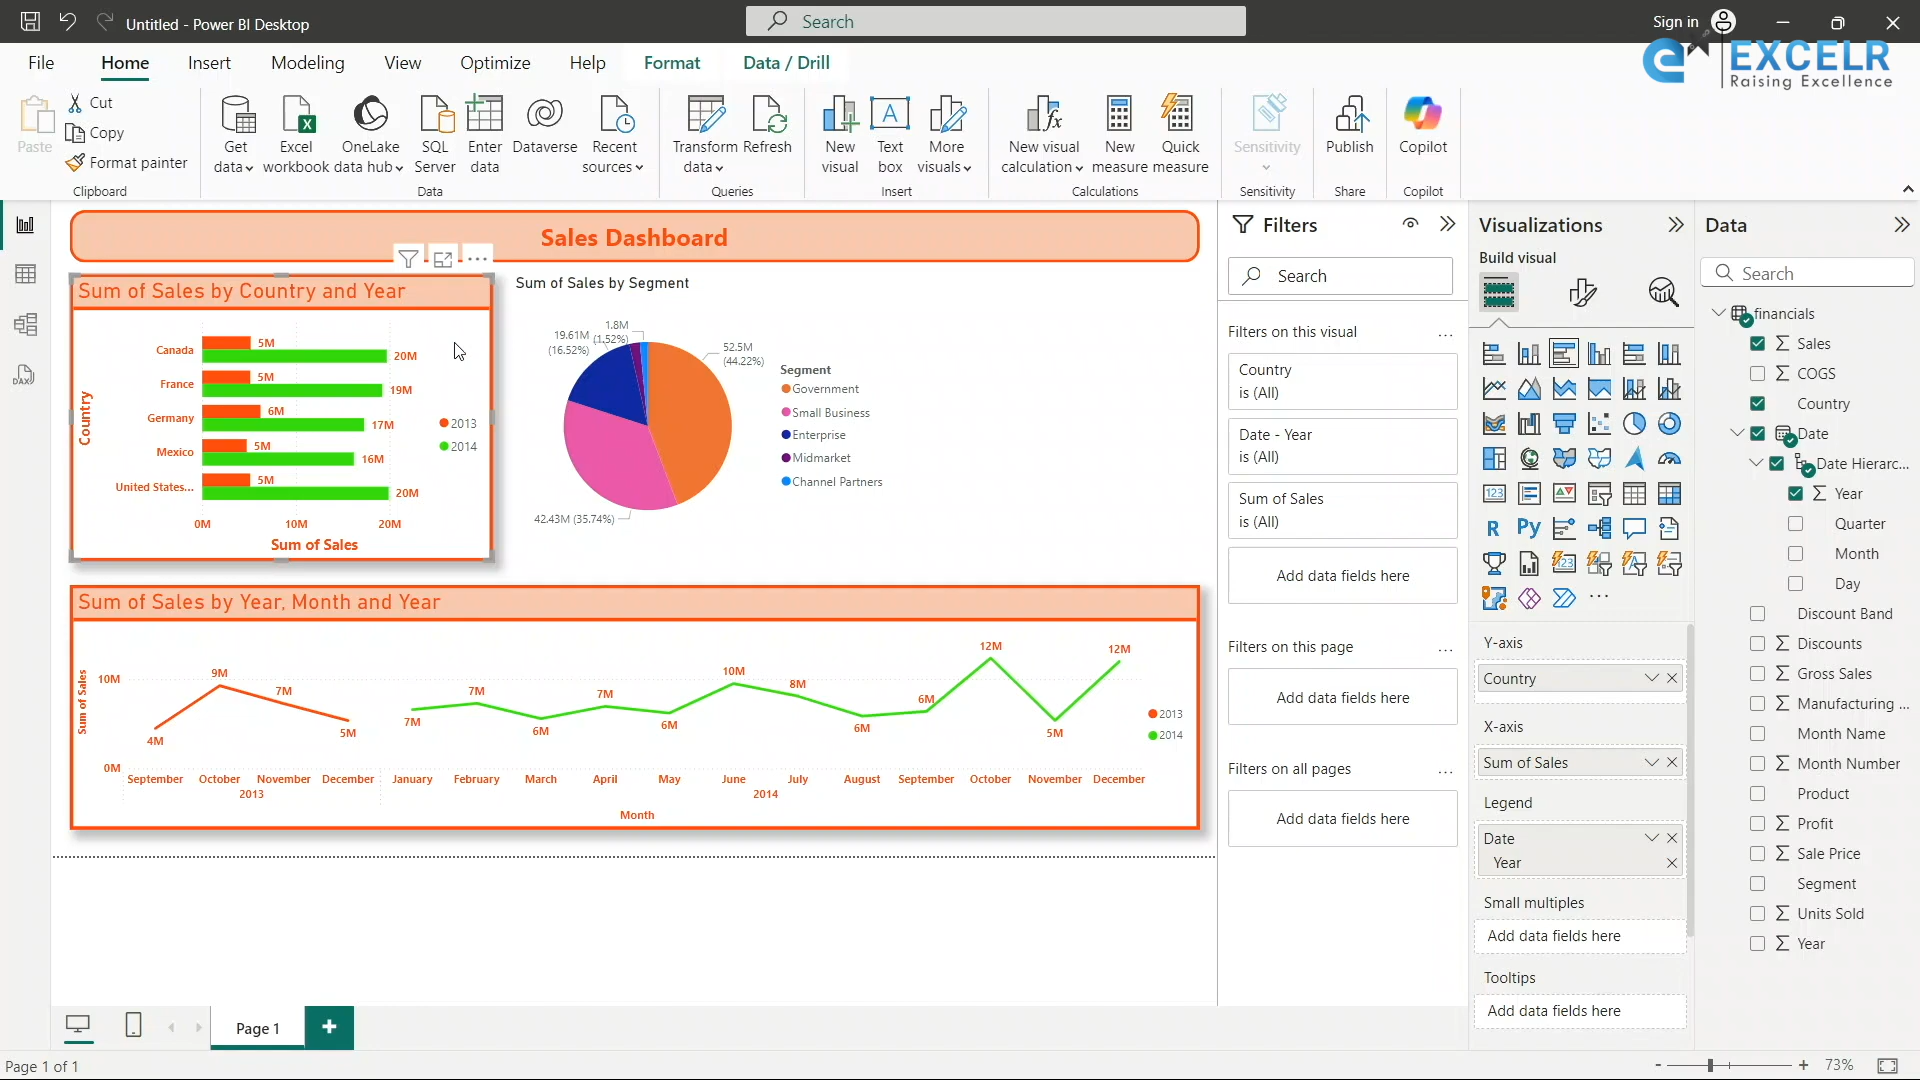 Untitled - Power BI Desktop
Search
Sign in
EXCELR
Raising Excellence
File
Home
Insert
Modeling
View
Optimize
Help
Format
Data / Drill
Paste
Cut
Copy
Format painter
Clipboard
Get data
Excel workbook
OneLake data hub
SQL Server
Enter data
Dataverse
Recent sources
Data
Transform data
Refresh
Queries
New visual
Text box
More visuals
Insert
New visual calculation
New measure
Quick measure
Calculations
Sensitivity
Sensitivity
Publish
Share
Copilot
Copilot
Sales Dashboard
Sum of Sales by Country and Year
Country
Canada
5M
20M
France
5M
19M
Germany
6M
17M
Mexico
5M
16M
United States...
5M
20M
0M
10M
20M
Sum of Sales
2013
2014
Sum of Sales by Segment
1.8M
(1.52%)
19.61M
(16.52%)
52.5M
(44.22%)
42.43M (35.74%)
Segment
Government
Small Business
Enterprise
Midmarket
Channel Partners
Sum of Sales by Year, Month and Year
Sum of Sales
10M
0M
4M
9M
7M
5M
7M
7M
6M
7M
6M
10M
8M
6M
6M
12M
5M
12M
2013
2014
September
October
November
December
January
February
March
April
May
June
July
August
September
October
November
December
2013
2014
Month
Filters
Search
Filters on this visual
...
Country
is (All)
Date - Year
is (All)
Sum of Sales
is (All)
Add data fields here
Filters on this page
...
Add data fields here
Filters on all pages
...
Add data fields here
Visualizations
Build visual
123
R
Py
123
...
Y-axis
Country
X-axis
Sum of Sales
Legend
Date
Year
Small multiples
Add data fields here
Tooltips
Add data fields here
Data
Search
financials
Sales
COGS
Country
Date
Date Hierarc...
Year
Quarter
Month
Day
Discount Band
Discounts
Gross Sales
Manufacturing ...
Month Name
Month Number
Product
Profit
Sale Price
Segment
Units Sold
Year
Page 1
Page 1 of 1
73%